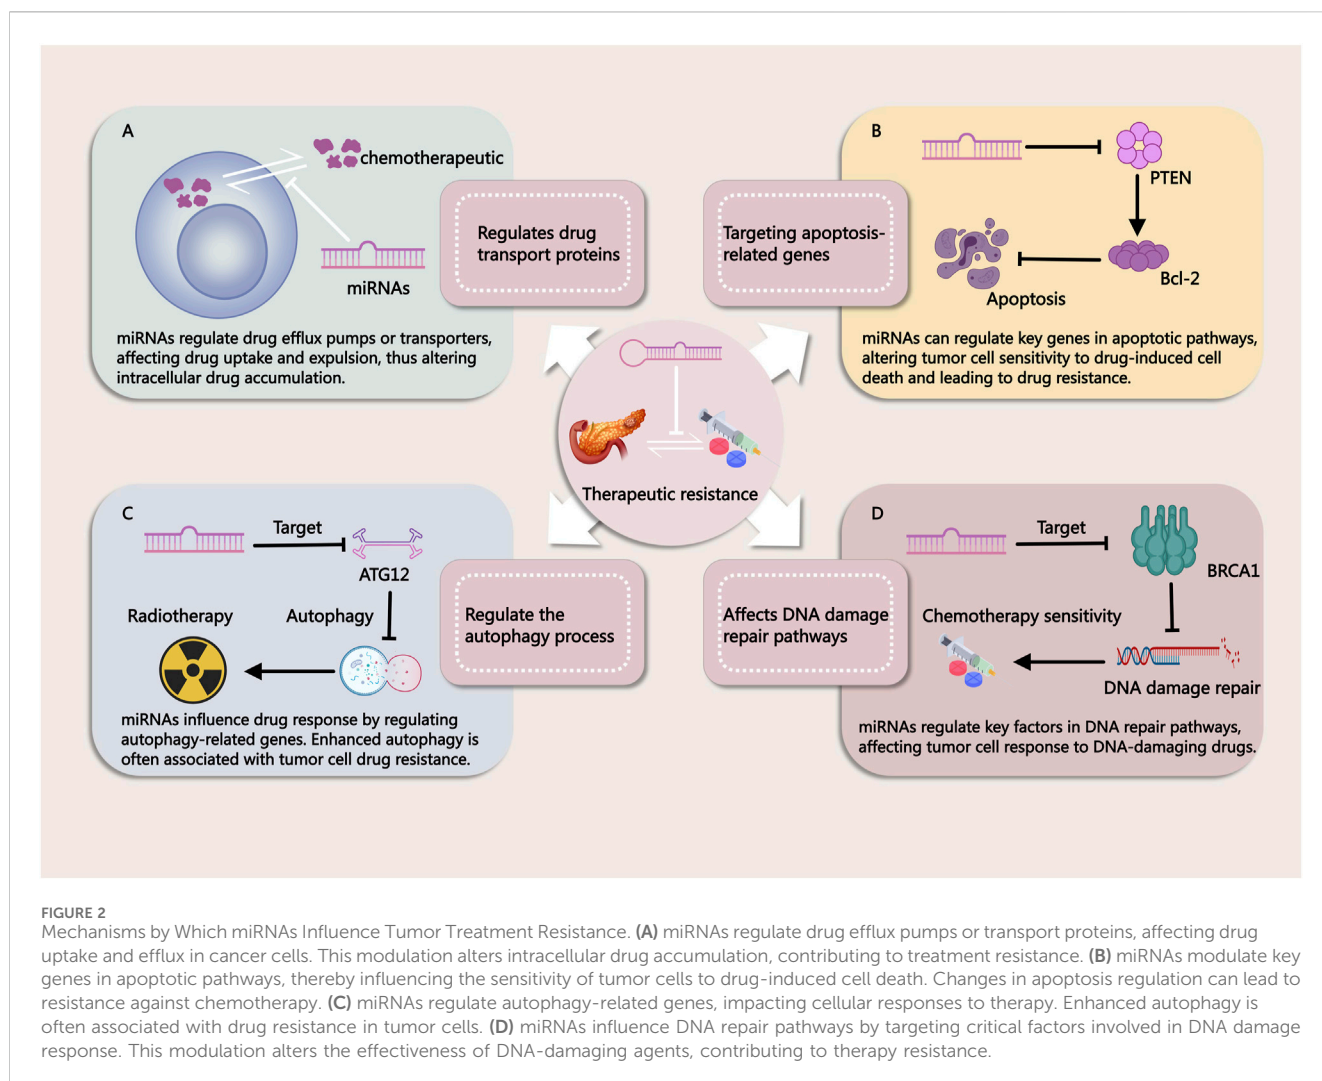 A
chemotherapeutic
miRNAs
miRNAs regulate drug efflux pumps or transporters,
affecting drug uptake and expulsion, thus altering
intracellular drug accumulation.
Regulates drug
transport proteins
Targeting apoptosis-
related genes
B
PTEN
Bcl-2
Apoptosis
miRNAs can regulate key genes in apoptotic pathways,
altering tumor cell sensitivity to drug-induced cell
death and leading to drug resistance.
Therapeutic resistance
C
Target
ATG12
Radiotherapy
Autophagy
miRNAs influence drug response by regulating
autophagy-related genes. Enhanced autophagy is
often associated with tumor cell drug resistance.
Regulate the
autophagy process
Affects DNA damage
repair pathways
D
Target
BRCA1
Chemotherapy sensitivity
DNA damage repair
miRNAs regulate key factors in DNA repair pathways,
affecting tumor cell response to DNA-damaging drugs.
FIGURE 2
Mechanisms by Which miRNAs Influence Tumor Treatment Resistance. (A) miRNAs regulate drug efflux pumps or transport proteins, affecting drug
uptake and efflux in cancer cells. This modulation alters intracellular drug accumulation, contributing to treatment resistance. (B) miRNAs modulate key
genes in apoptotic pathways, thereby influencing the sensitivity of tumor cells to drug-induced cell death. Changes in apoptosis regulation can lead to
resistance against chemotherapy. (C) miRNAs regulate autophagy-related genes, impacting cellular responses to therapy. Enhanced autophagy is
often associated with drug resistance in tumor cells. (D) miRNAs influence DNA repair pathways by targeting critical factors involved in DNA damage
response. This modulation alters the effectiveness of DNA-damaging agents, contributing to therapy resistance.